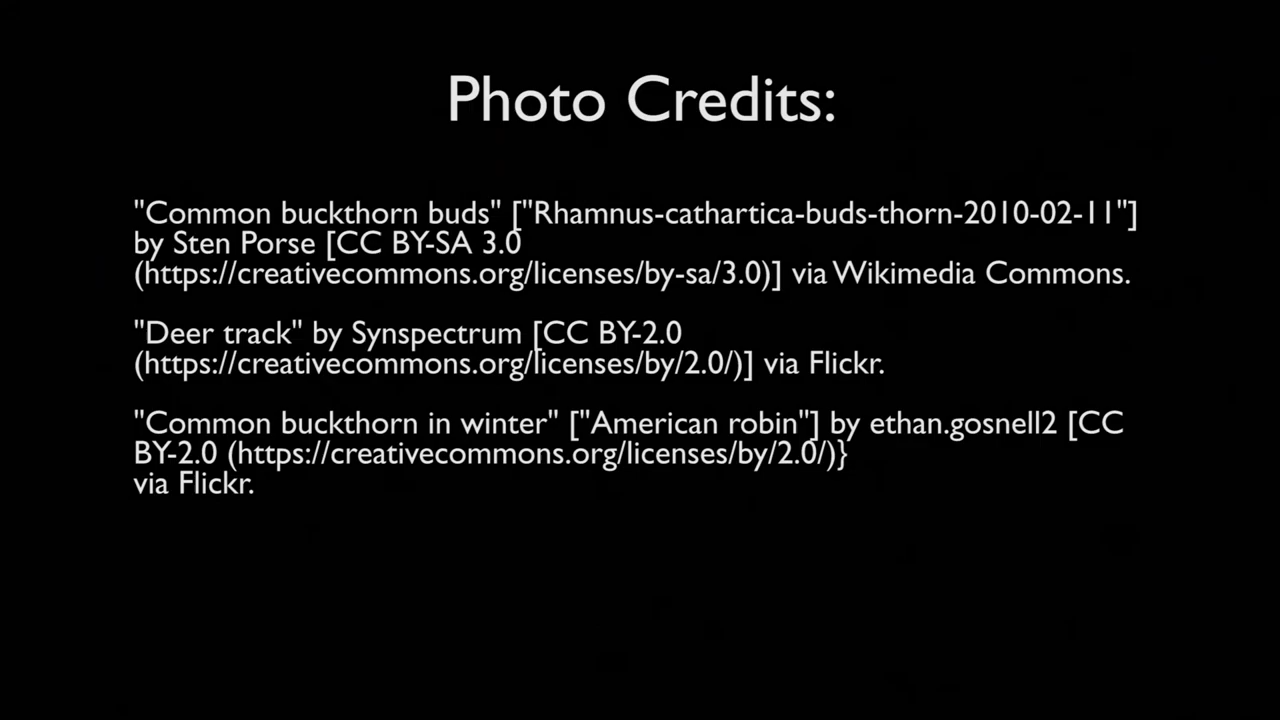 Photo Credits:
"Common buckthorn buds" ["Rhamnus-cathartica-buds-thorn-2010-02-11"]
by Sten Porse [CC BY-SA 3.0
(https://creativecommons.org/licenses/by-sa/3.0)] via Wikimedia Commons.
"Deer track" by Synspectrum [CC BY-2.0
(https://creativecommons.org/licenses/by/2.0/)] via Flickr.
"Common buckthorn in winter" ["American robin"] by ethan.gosnell2 [CC
BY-2.0 (https://creativecommons.org/licenses/by/2.0/)}
via Flickr.